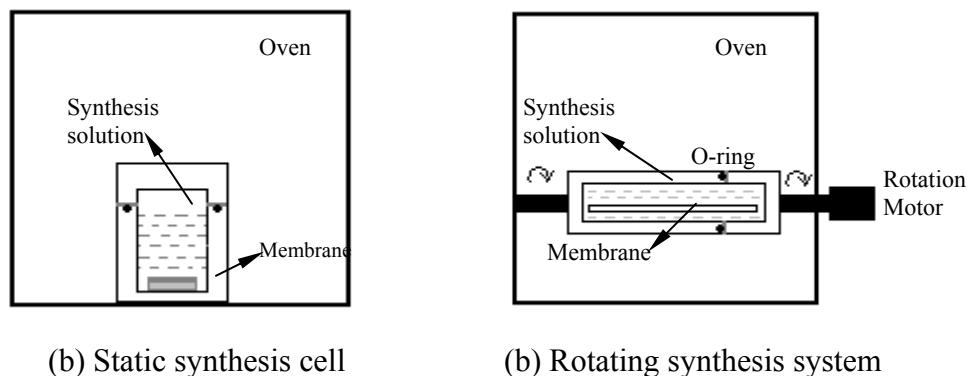 Oven
Synthesis
solution
Membrane
(b) Static synthesis cell
Oven
Synthesis
solution
O-ring
Rotation
Motor
Membrane
(b) Rotating synthesis system